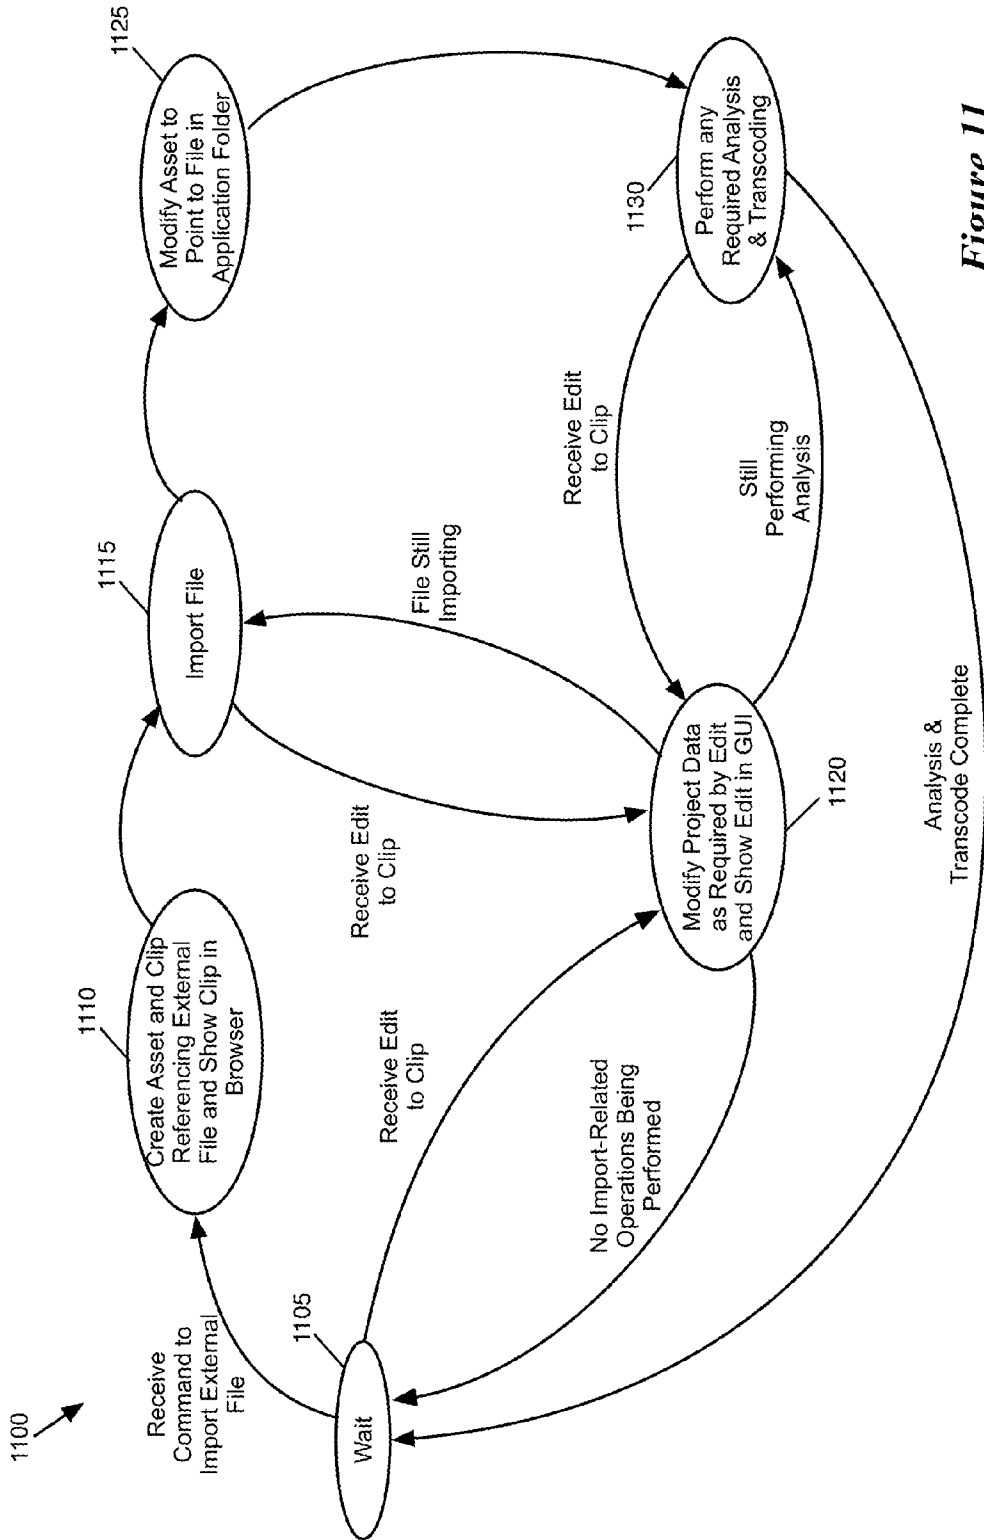 1100
Receive
Command to
Import External
File
1105
Wait
1110
Create Asset and Clip
Referencing External
File and Show Clip in
Browser
1115
Import File
1125
Modify Asset to
Point to File in
Application Folder
Receive Edit
to Clip
Receive Edit
to Clip
File Still
Importing
Receive Edit
to Clip
1130
Perform any
Required Analysis
& Transcoding
No Import-Related
Operations Being
Performed
Modify Project Data
as Required by Edit
and Show Edit in GUI
1120
Still
Performing
Analysis
Analysis &
Transcode Complete
Figure 11